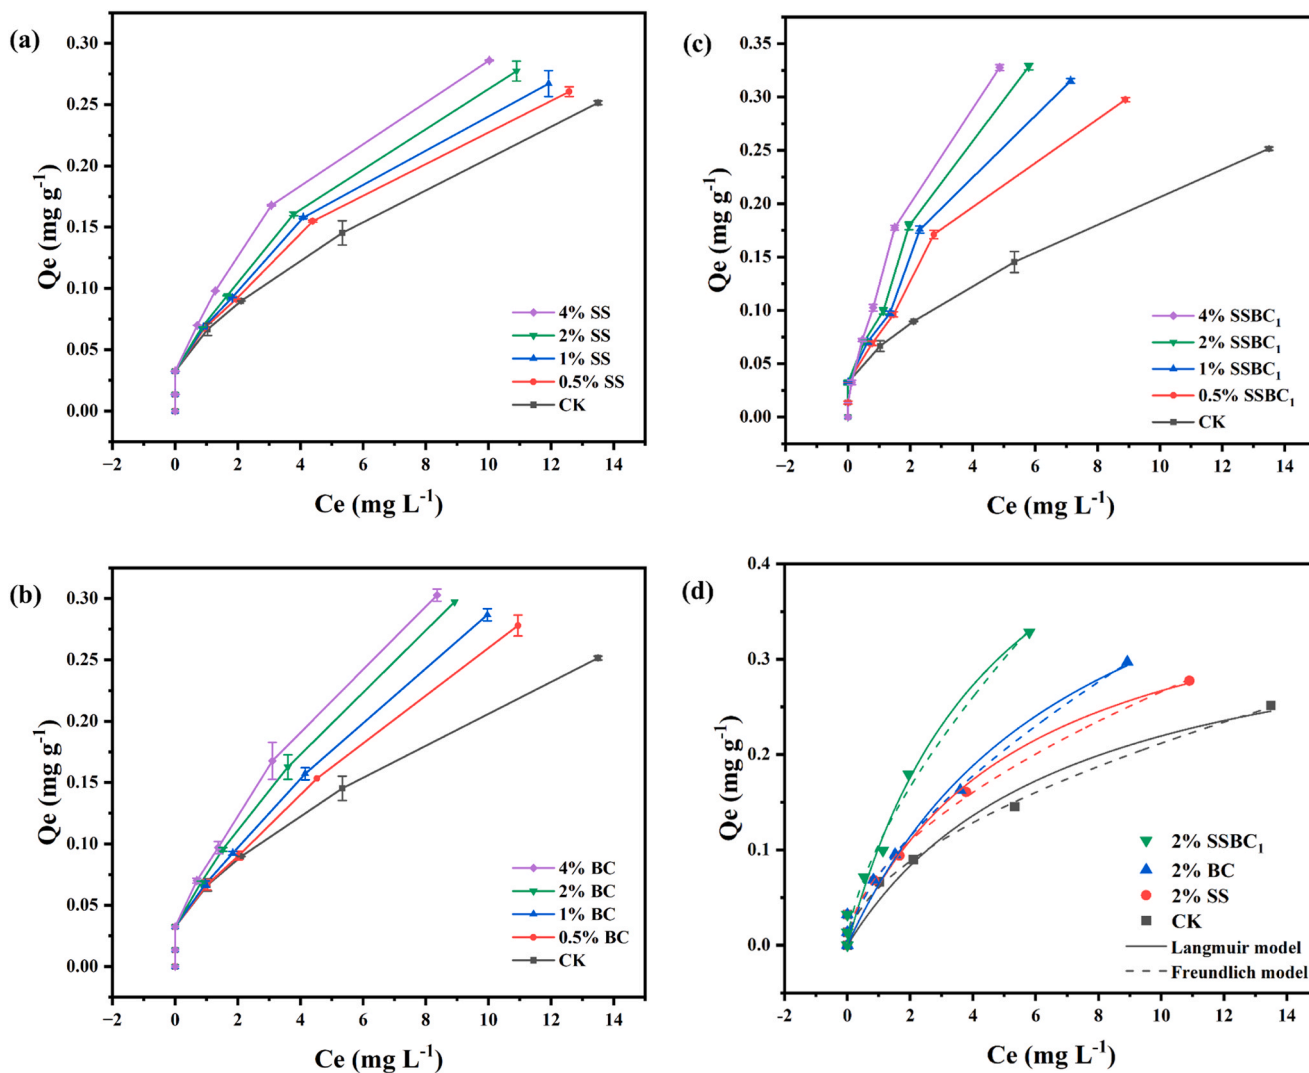 (a)
0.30
0.25
0.20
0.15
0.10
0.05
0.00
Qe (mg g⁻¹)
4% SS
2% SS
1% SS
0.5% SS
CK
−2 0 2 4 6 8 10 12 14
Ce (mg L⁻¹)
(c)
0.35
0.30
0.25
0.20
0.15
0.10
0.05
0.00
Qe (mg g⁻¹)
4% SSBC₁
2% SSBC₁
1% SSBC₁
0.5% SSBC₁
CK
−2 0 2 4 6 8 10 12 14
Ce (mg L⁻¹)
(b)
0.30
0.25
0.20
0.15
0.10
0.05
0.00
Qe (mg g⁻¹)
4% BC
2% BC
1% BC
0.5% BC
CK
−2 0 2 4 6 8 10 12 14
Ce (mg L⁻¹)
(d)
0.4
0.3
0.2
0.1
0.0
Qe (mg g⁻¹)
2% SSBC₁
2% BC
2% SS
CK
Langmuir model
Freundlich model
−2 0 2 4 6 8 10 12 14
Ce (mg L⁻¹)